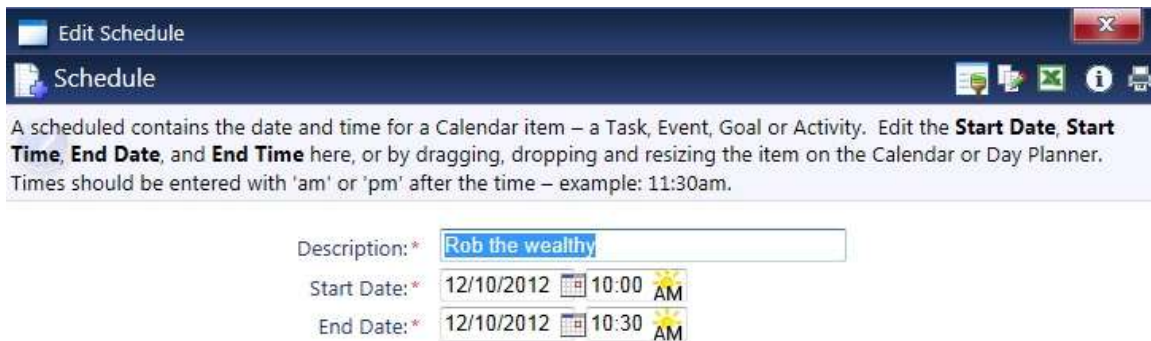 Edit Schedule
Schedule
A scheduled contains the date and time for a Calendar item – a Task, Event, Goal or Activity. Edit the Start Date, Start
Time, End Date, and End Time here, or by dragging, dropping and resizing the item on the Calendar or Day Planner.
Times should be entered with 'am' or 'pm' after the time – example: 11:30am.
Description:* Rob the wealthy
Start Date:* 12/10/2012 10:00 AM
End Date:* 12/10/2012 10:30 AM